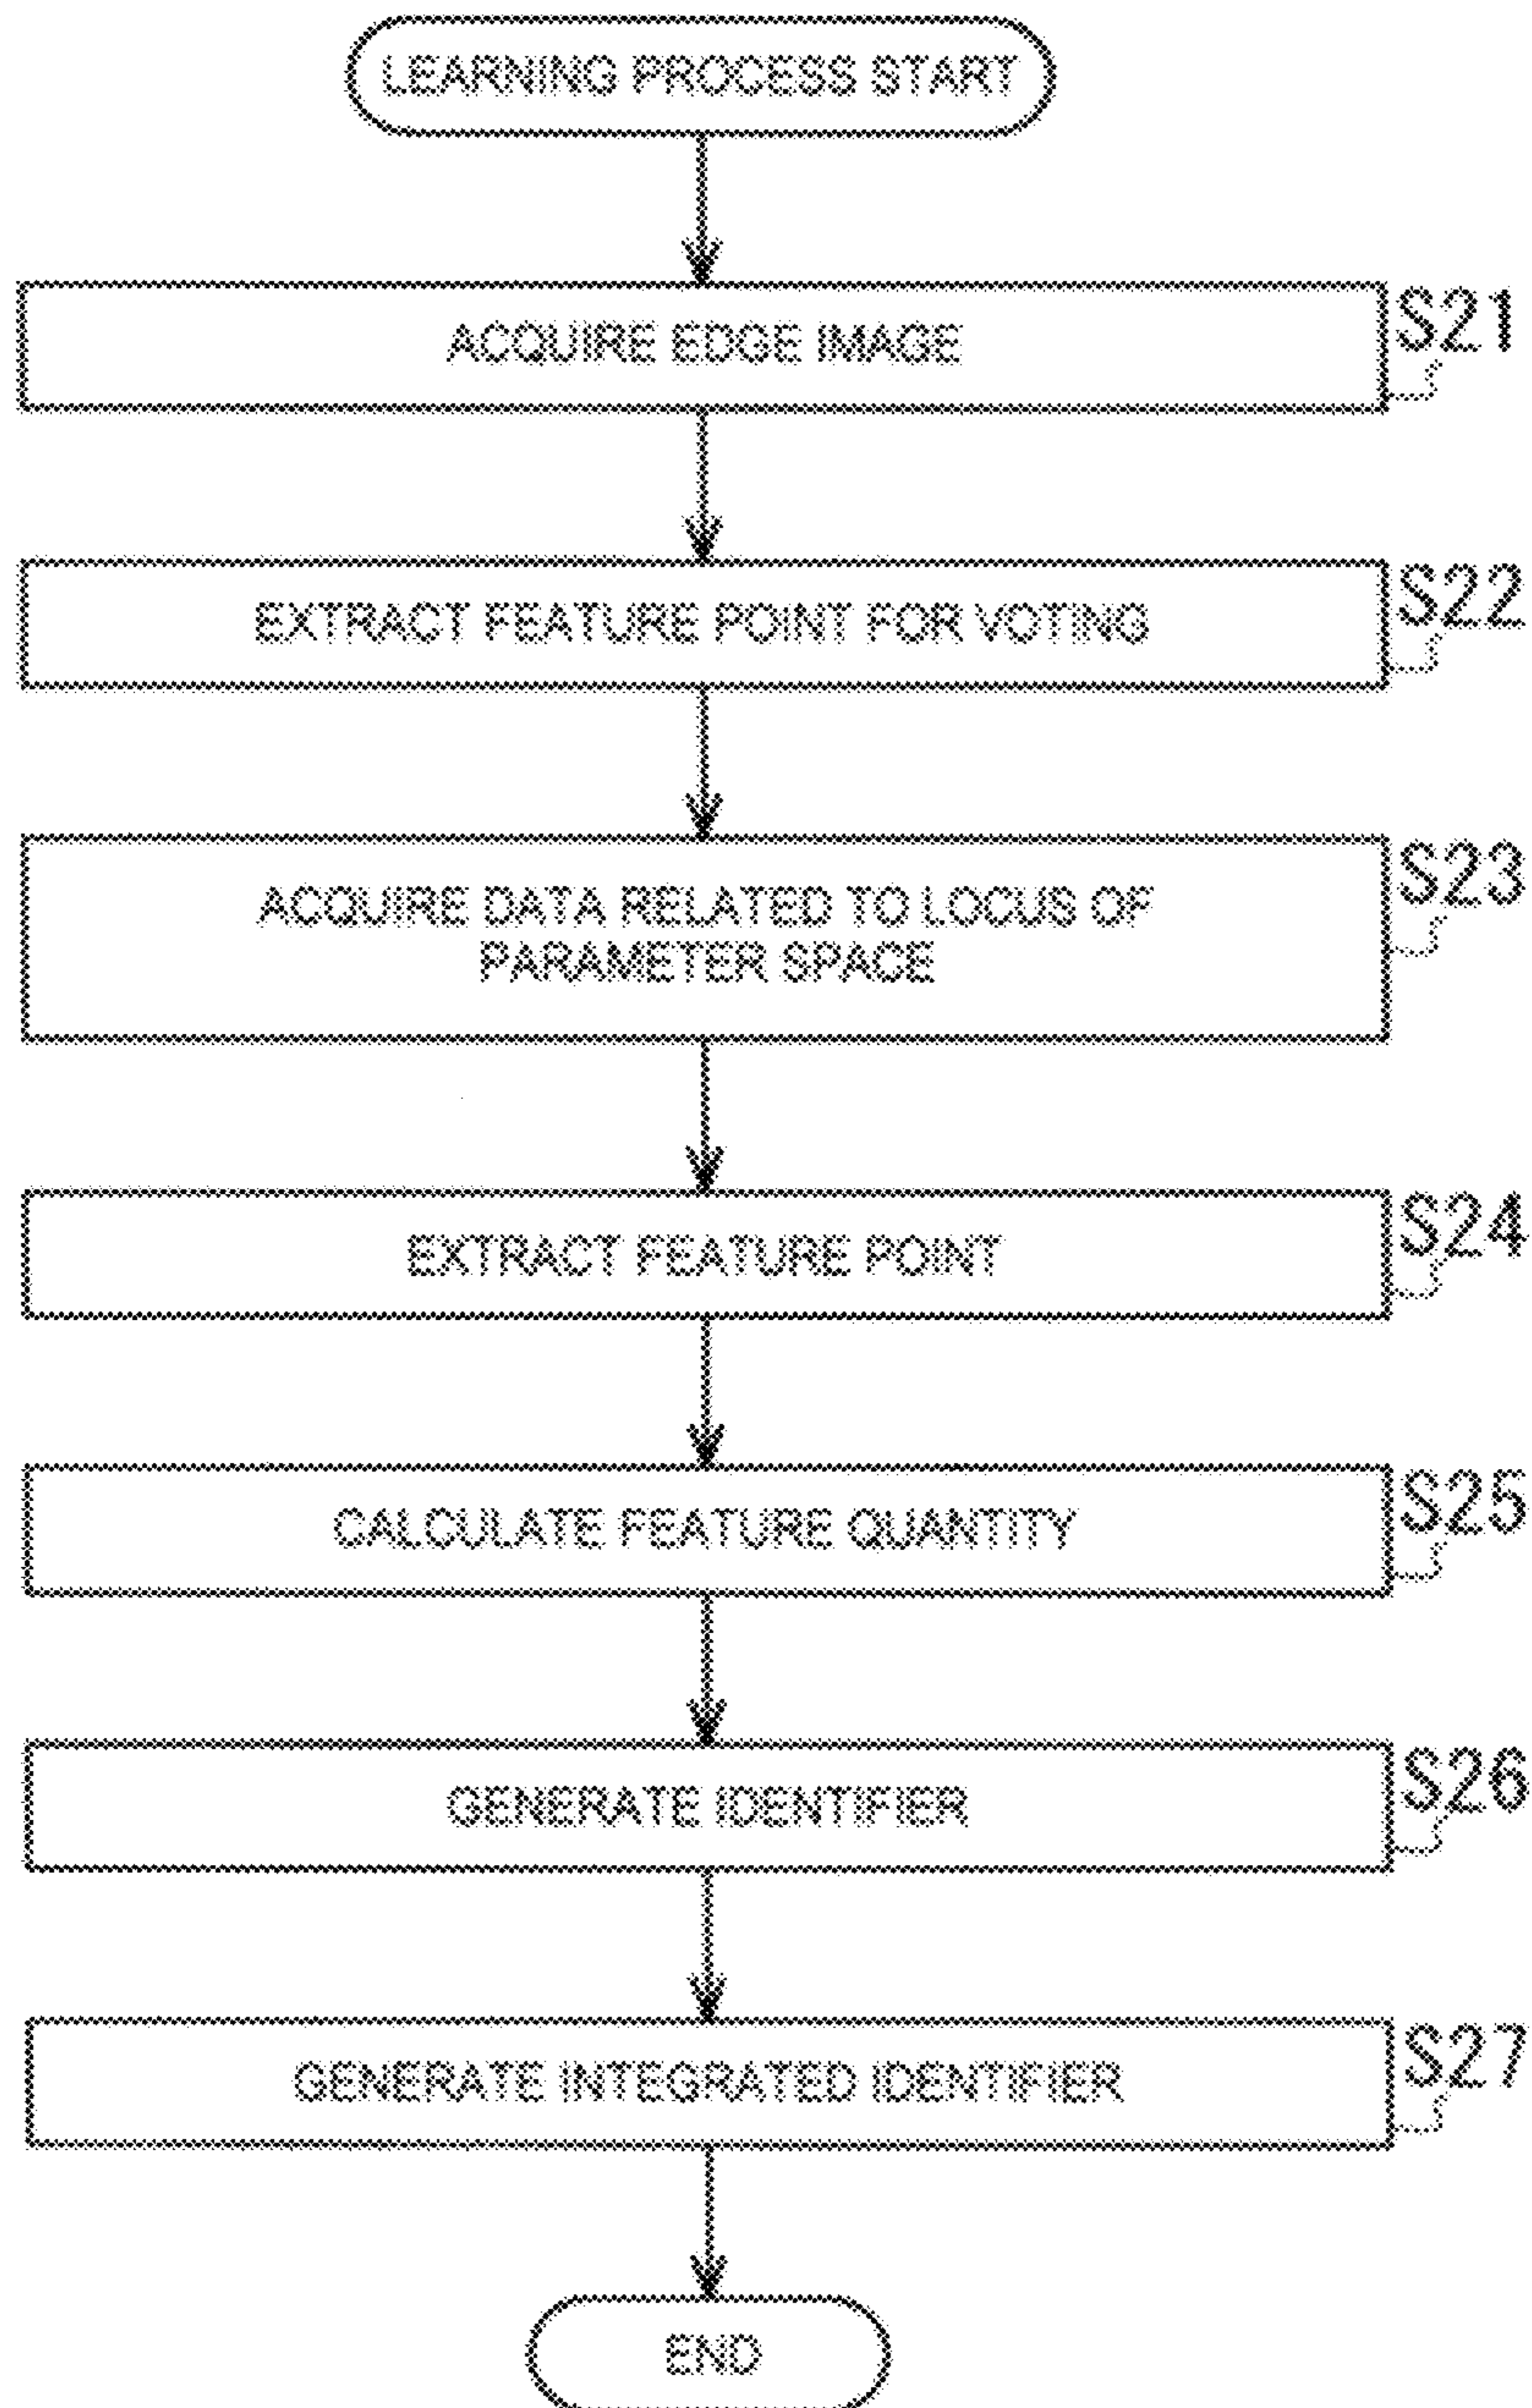 LEARNING PROCESS START
ACQUIRE EDGE IMAGE
S21
EXTRACT FEATURE POINT FOR VOTING
S22
ACQUIRE DATA RELATED TO LOCUS OF
PARAMETER SPACE
S23
EXTRACT FEATURE POINT
S24
CALCULATE FEATURE QUANTITY
S25
GENERATE IDENTIFIER
S26
GENERATE INTEGRATED IDENTIFIER
S27
END